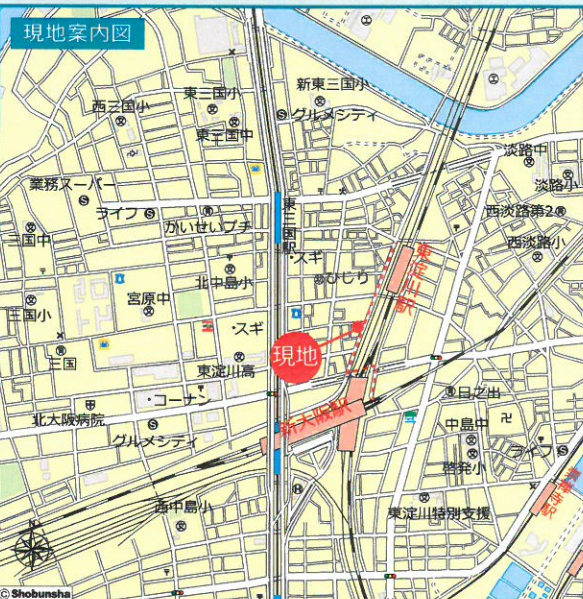 現地案内図
西三国小
東三国小
新東三国小
グルメシティ
東三国中
淡路中
業務スーパー
淡路小
ライフ
東三国駅
西淡路第2
かいせいプチ
三国中
西淡路小
スギ
東淀川駅
北中島小
ひじり
宮原中
三国小
スギ
現地
三国
東淀川高
コーナン
日之出
北大阪病院
新大阪駅
中島中
グルメシティ
ライフ
啓発小
西中島小
東淀川特別支援
N
© Shobunsha